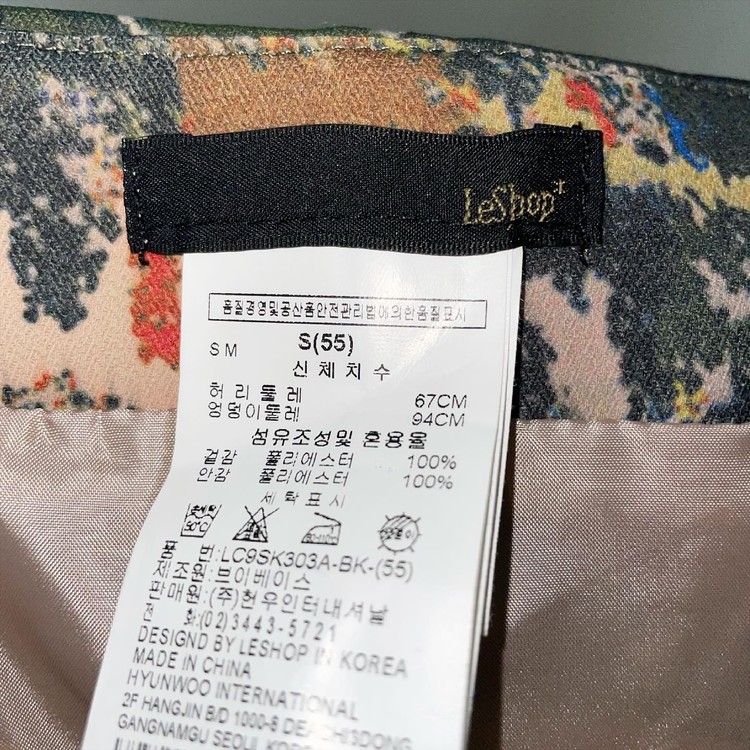 LeShop*
품질경영및공산품안전관리법에의한품질표시
S M S(55)
신체치수
허리둘레 67CM
엉덩이둘레 94CM
섬유조성및 혼용율
겉감 폴리에스터 100%
안감 폴리에스터 100%
세탁표시
품 번:LC9SK303A-BK-(55)
제조원:브이베이스
판매원:(주)현우인터내셔날
전 화:(02)3443-5721
DESIGND BY LESHOP IN KOREA
MADE IN CHINA
HYUNWOO INTERNATIONAL
2F HANGJIN B/D 1000-8
GANGNAMGU SEOUL